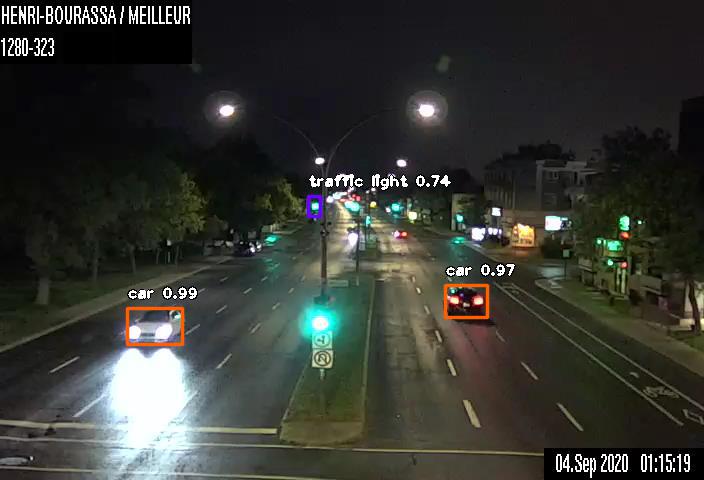 HENRI-BOURASSA / MEILLEUR
1280-323
traffic light 0.74
car 0.97
car 0.99
04.Sep 2020 01:15:19